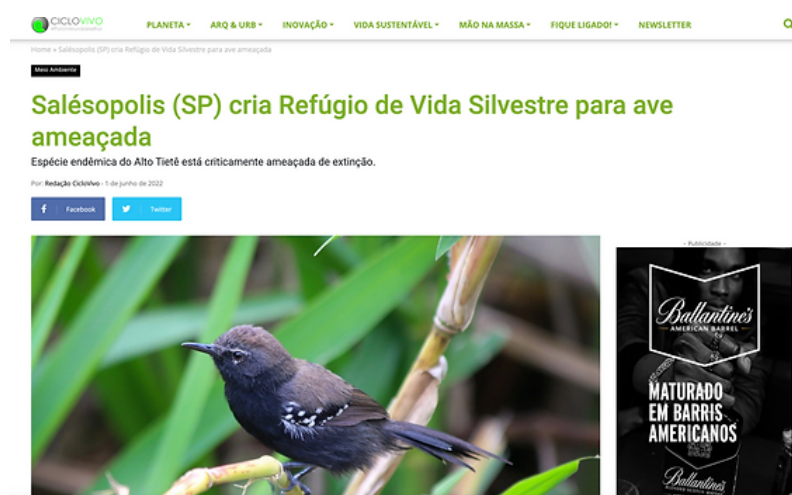 CICLOVIVO
PLANETA
ARQ & URB
INOVAÇÃO
VIDA SUSTENTÁVEL
MÃO NA MASSA
FIQUE LIGADO!
NEWSLETTER
Home » Salésopolis (SP) cria Refúgio de Vida Silvestre para ave ameaçada
Meio Ambiente
Salésopolis (SP) cria Refúgio de Vida Silvestre para ave
ameaçada
Espécie endêmica do Alto Tietê está criticamente ameaçada de extinção.
Por: Redação CicloVivo - 1 de junho de 2022
Facebook
Twitter
- Publicidade -
Ballantine's
AMERICAN BARREL
MATURADO
EM BARRIS
AMERICANOS
Ballantine's